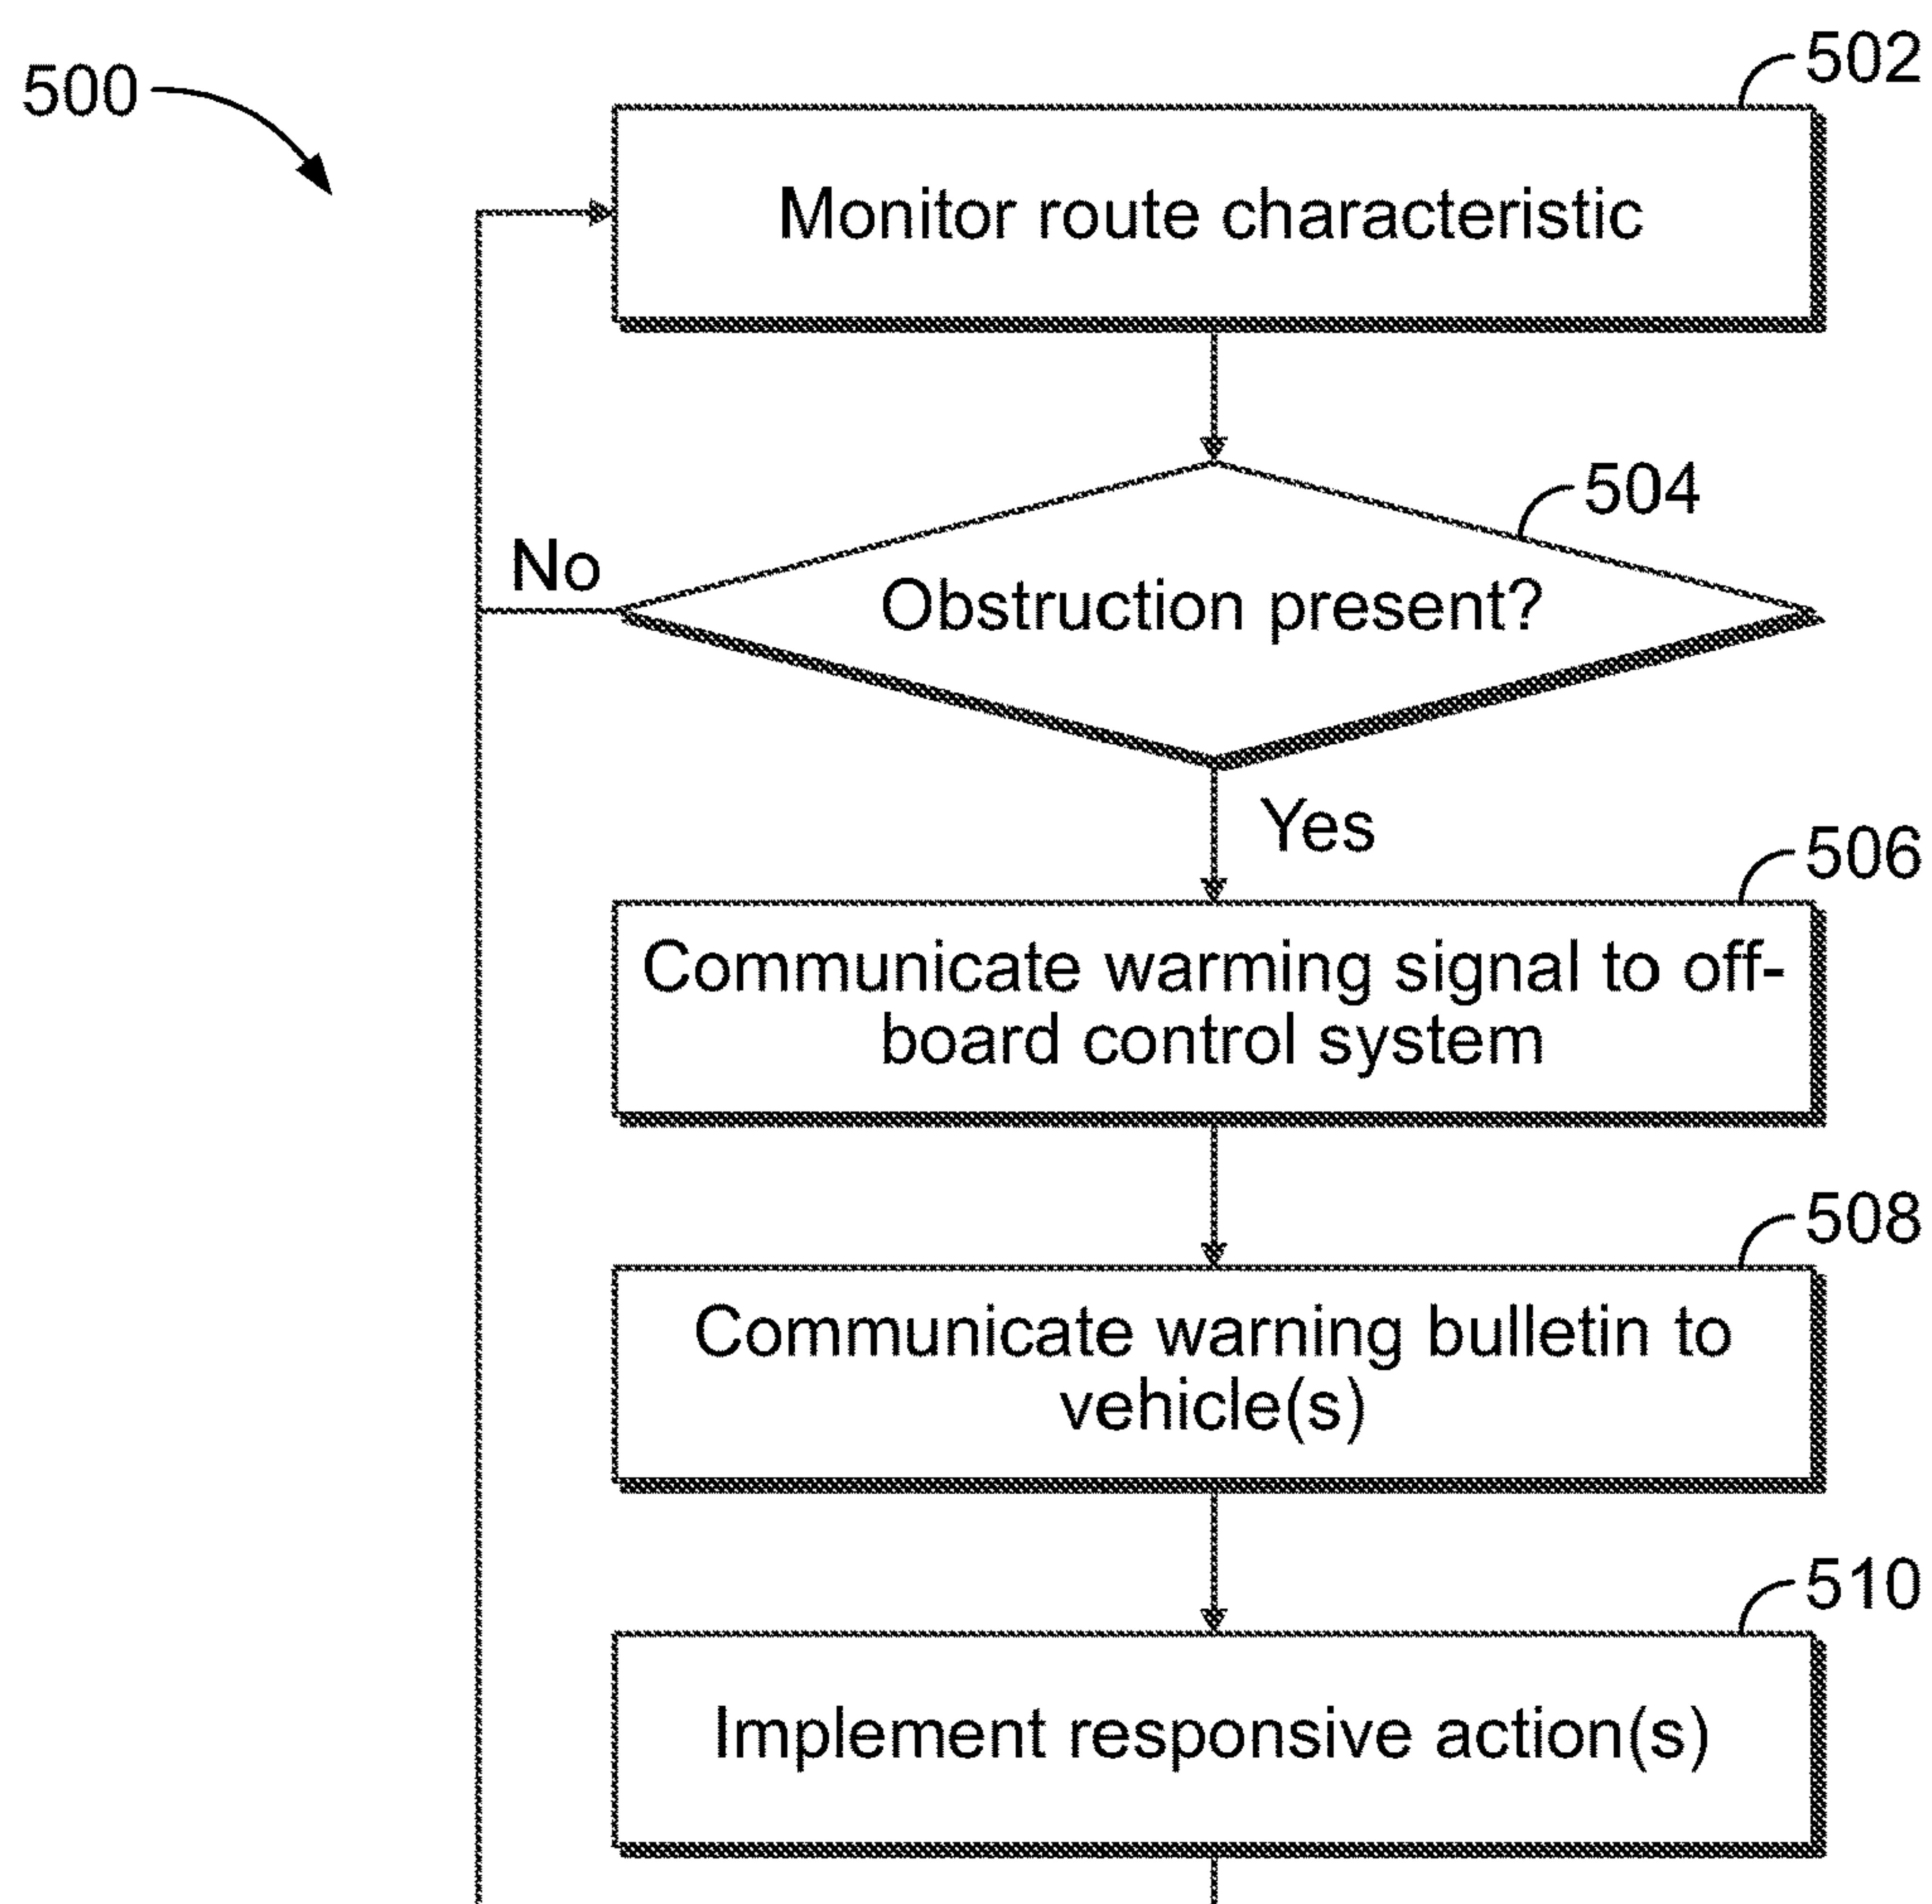 500
502
Monitor route characteristic
504
No
Obstruction present?
Yes
506
Communicate warming signal to off-
board control system
508
Communicate warning bulletin to
vehicle(s)
510
Implement responsive action(s)